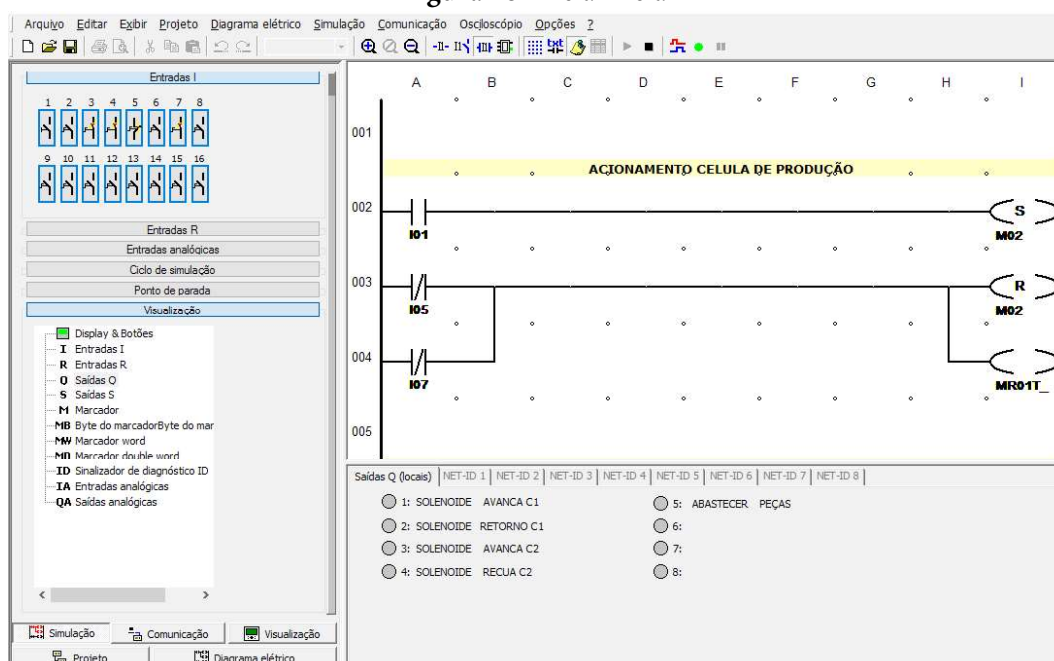 Arquivo Editar Exibir Projeto Diagrama elétrico Simulação Comunicação Osciloscópio Opções ?
Entradas I
1 2 3 4 5 6 7 8
9 10 11 12 13 14 15 16
Entradas R
Entradas analógicas
Ciclo de simulação
Ponto de parada
Visualização
Display & Botões
I Entradas I
R Entradas R
Q Saídas Q
S Saídas S
M Marcador
MB Byte do marcadorByte do mar
MW Marcador word
MD Marcador double word
ID Sinalizador de diagnóstico ID
IA Entradas analógicas
QA Saídas analógicas
Simulação Comunicação Visualização
Projeto Diagrama elétrico
A B C D E F G H I
001
ACIONAMENTO CELULA DE PRODUÇÃO
002
I01
S
M02
003
I05
R
M02
004
I07
MR01T_
005
Saídas Q (locais) NET-ID 1 NET-ID 2 NET-ID 3 NET-ID 4 NET-ID 5 NET-ID 6 NET-ID 7 NET-ID 8
1: SOLENOIDE AVANCA C1
2: SOLENOIDE RETORNO C1
3: SOLENOIDE AVANCA C2
4: SOLENOIDE RECUA C2
5: ABASTECER PEÇAS
6:
7:
8: